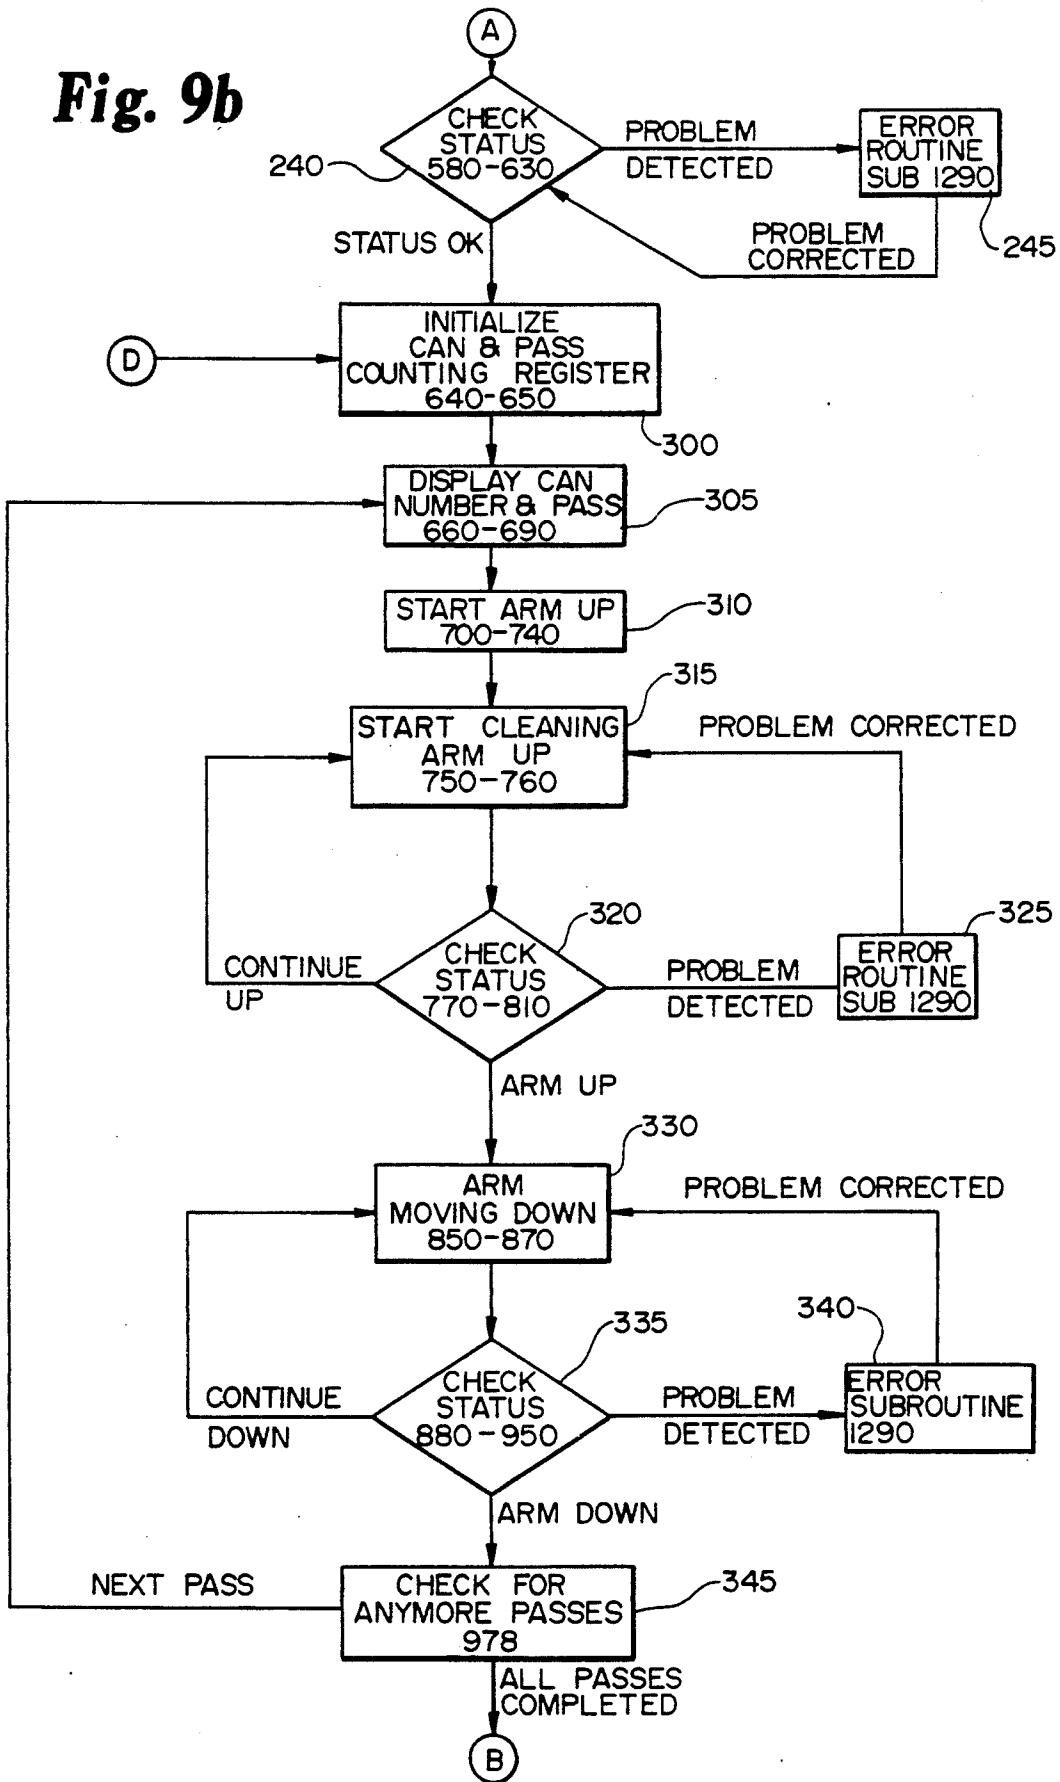 A
Fig. 9b
CHECK
STATUS
580-630
240
PROBLEM
DETECTED
ERROR
ROUTINE
SUB 1290
245
PROBLEM
CORRECTED
STATUS OK
INITIALIZE
CAN & PASS
COUNTING REGISTER
640-650
D
300
DISPLAY CAN
NUMBER & PASS
660-690
305
START ARM UP
700-740
310
315
START CLEANING
ARM UP
750-760
PROBLEM CORRECTED
320
CHECK
STATUS
770-810
CONTINUE
UP
PROBLEM
DETECTED
325
ERROR
ROUTINE
SUB 1290
ARM UP
330
ARM
MOVING DOWN
850-870
PROBLEM CORRECTED
335
340
CHECK
STATUS
880-950
CONTINUE
DOWN
PROBLEM
DETECTED
ERROR
SUBROUTINE
1290
ARM DOWN
NEXT PASS
CHECK FOR
ANYMORE PASSES
978
345
ALL PASSES
COMPLETED
B